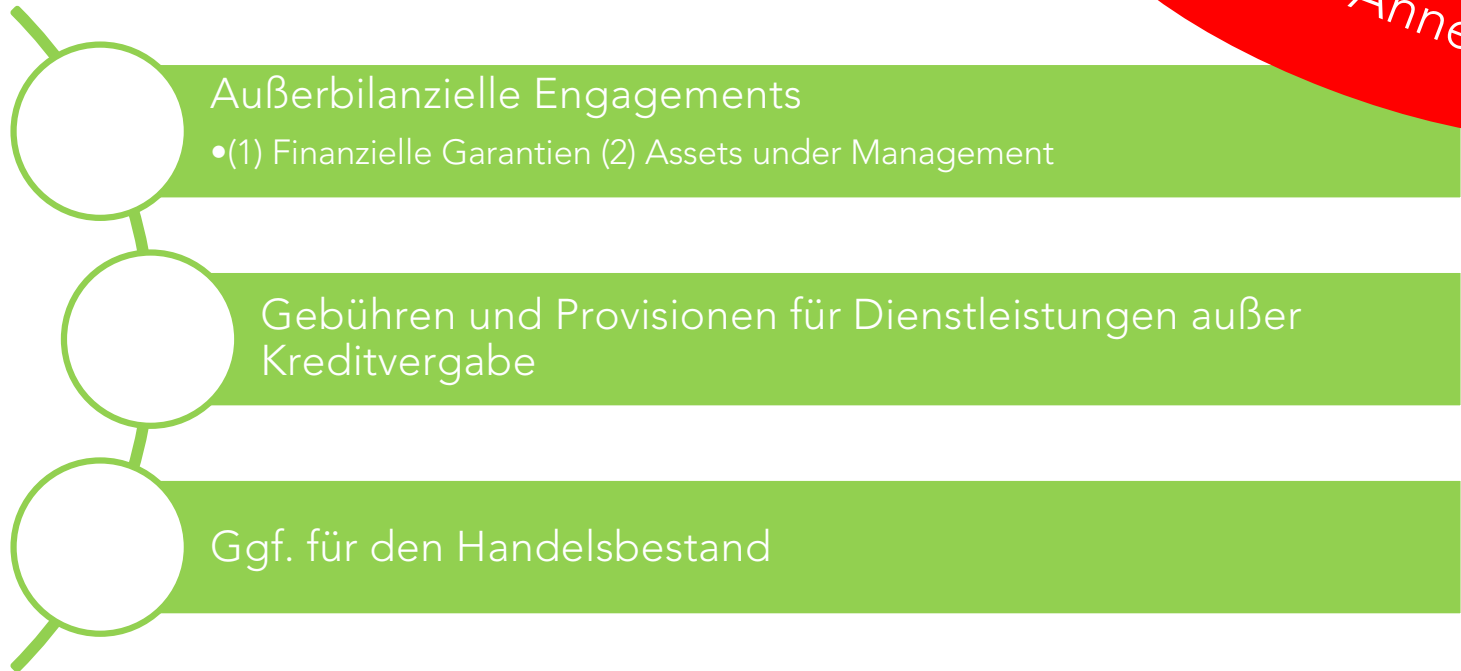 Außerbilanzielle Engagements
•(1) Finanzielle Garantien (2) Assets under Management
Gebühren und Provisionen für Dienstleistungen außer
Kreditvergabe
Ggf. für den Handelsbestand